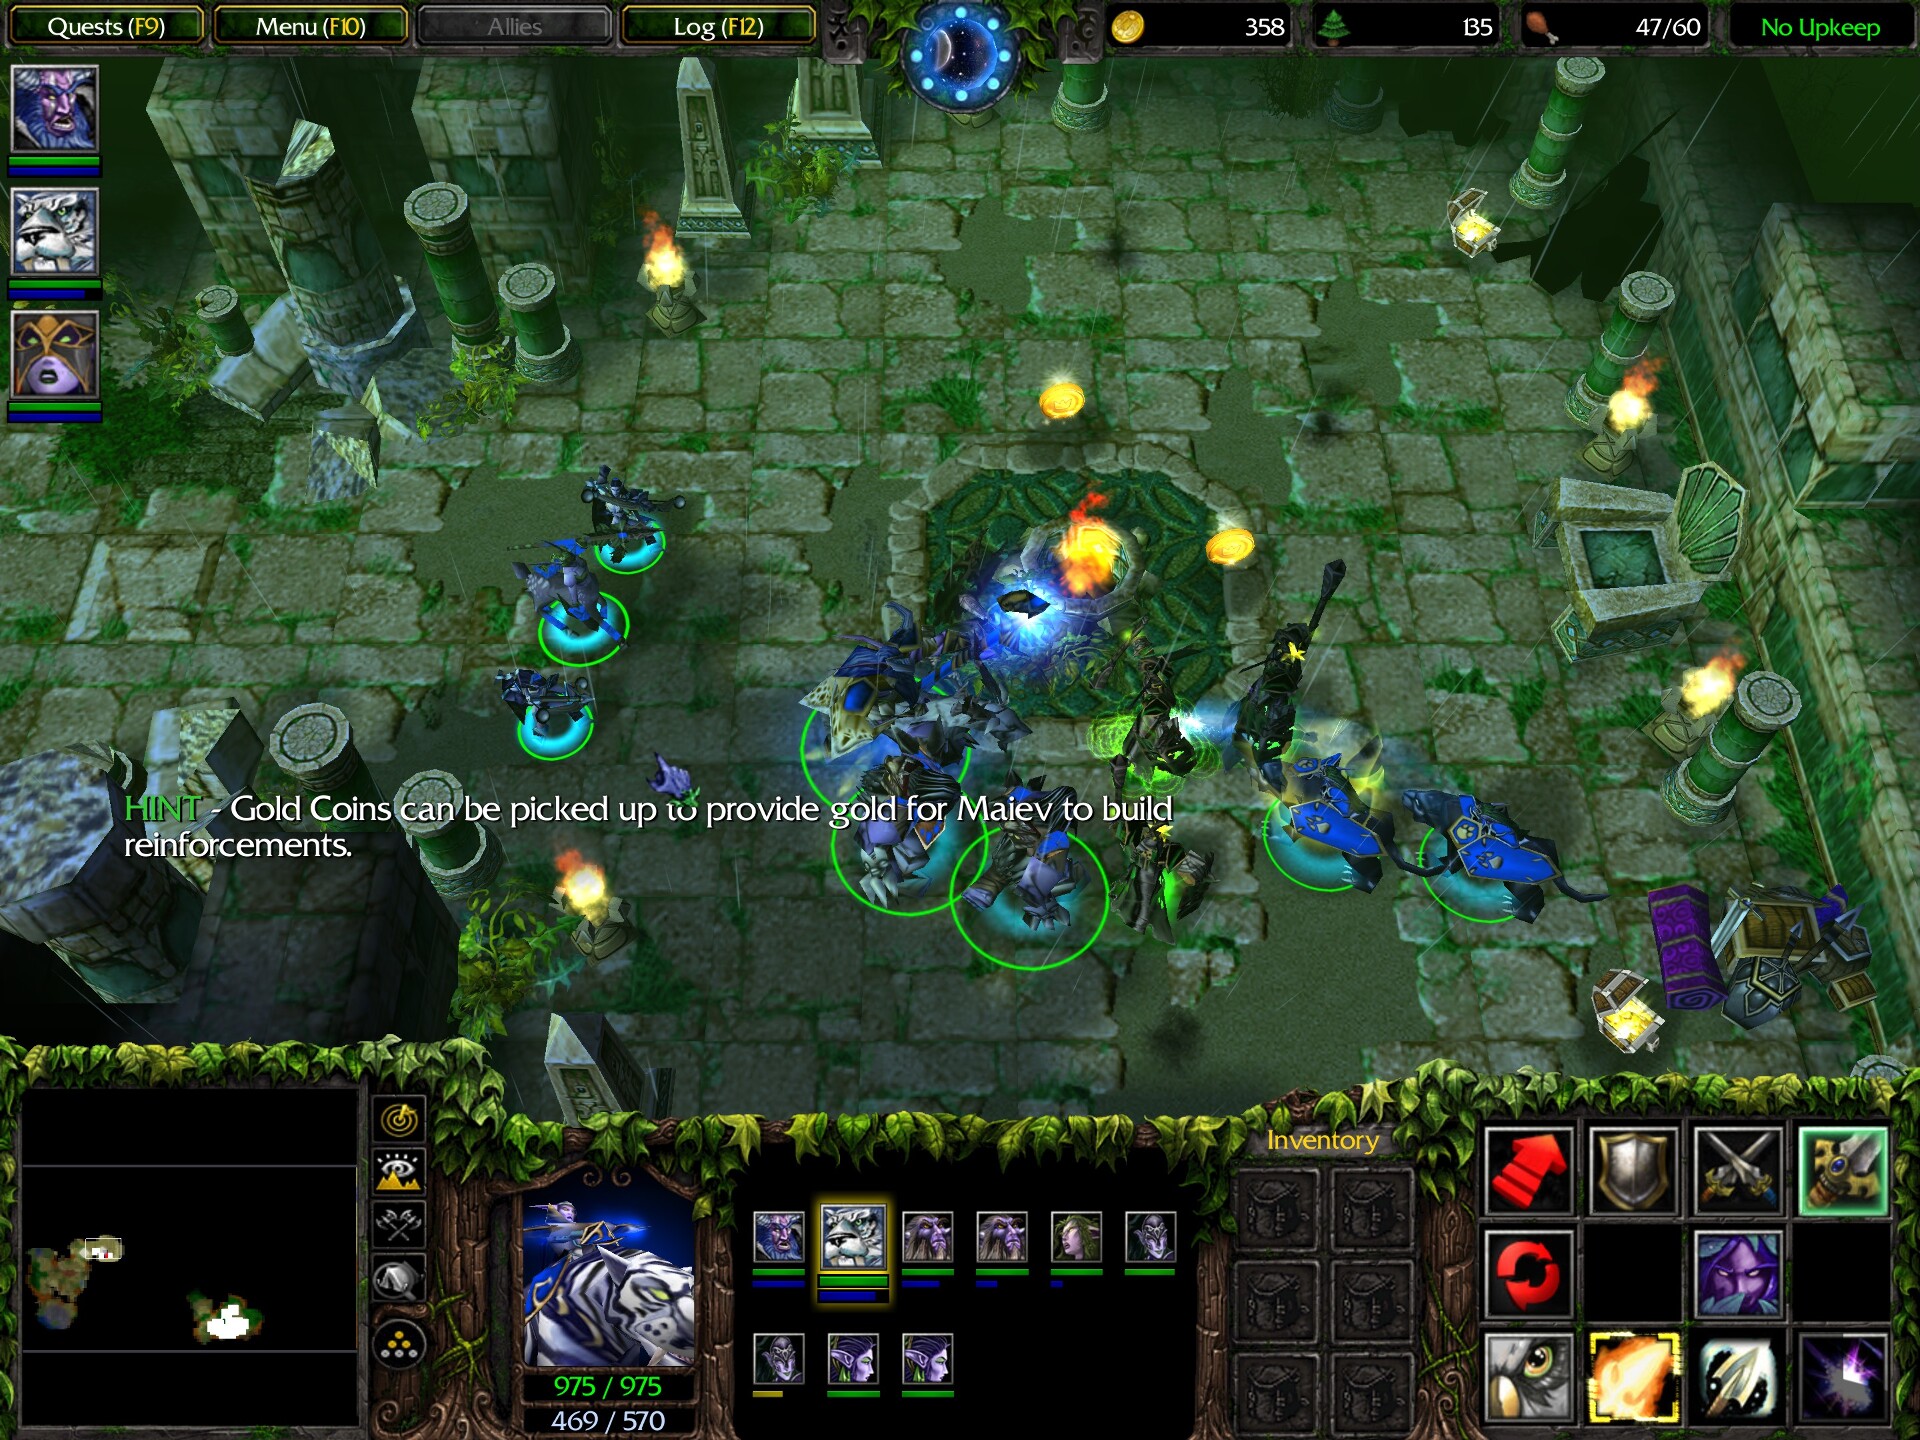 Quests (F9) Menu (F10) Allies Log (F12) 358 135 47/60 No Upkeep
HINT - Gold Coins can be picked up to provide gold for Maiev to build
reinforcements.
Inventory
975 / 975
469 / 570